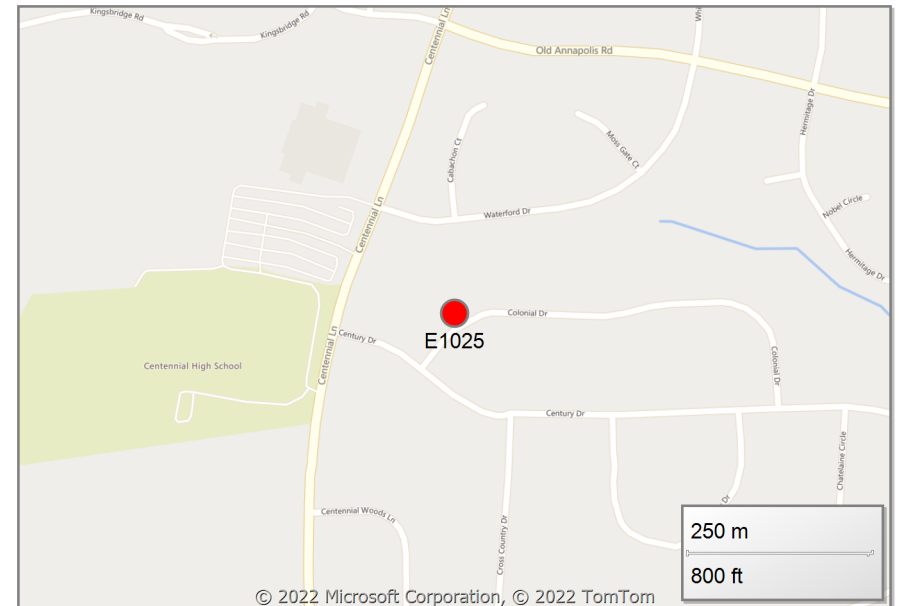 Kingsbridge Rd
Kingsbridge Rd
Centennial Ln
Whi
Old Annapolis Rd
Hermitage Dr
Cabachon Ct
Moss Gate Ct
Centennial Ln
Waterford Dr
Nobel Circle
Hermitage Dr
Colonial Dr
Centennial Ln
Century Dr
E1025
Centennial High School
Colonial Dr
Century Dr
Chatelaine Circle
Centennial Woods Ln
Cross Country Dr
Dr
250 m
800 ft
© 2022 Microsoft Corporation, © 2022 TomTom